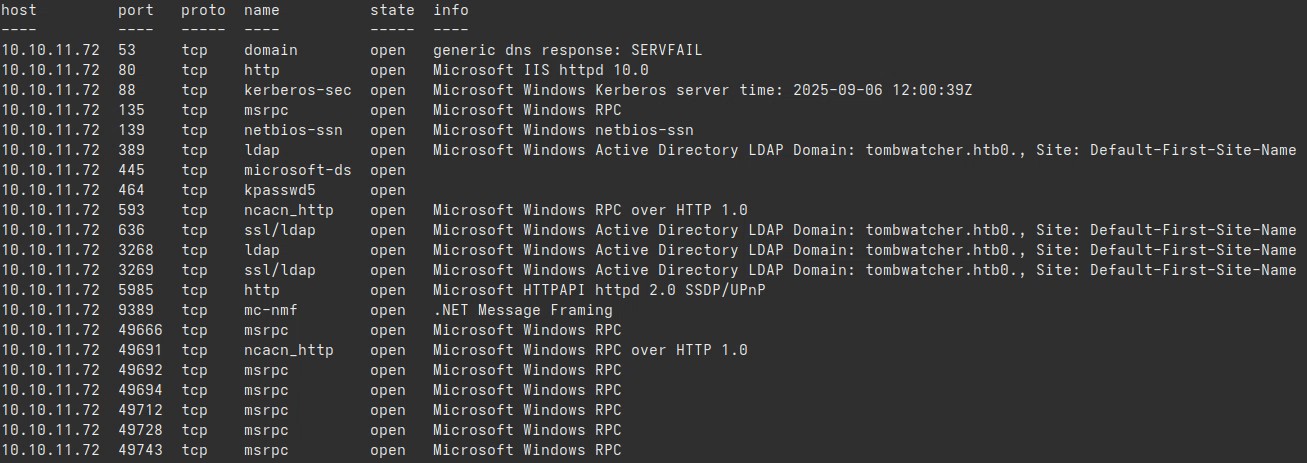 host port proto name state info
---- ---- ----- ---- ----- ----
10.10.11.72 53 tcp domain open generic dns response: SERVFAIL
10.10.11.72 80 tcp http open Microsoft IIS httpd 10.0
10.10.11.72 88 tcp kerberos-sec open Microsoft Windows Kerberos server time: 2025-09-06 12:00:39Z
10.10.11.72 135 tcp msrpc open Microsoft Windows RPC
10.10.11.72 139 tcp netbios-ssn open Microsoft Windows netbios-ssn
10.10.11.72 389 tcp ldap open Microsoft Windows Active Directory LDAP Domain: tombwatcher.htb0., Site: Default-First-Site-Name
10.10.11.72 445 tcp microsoft-ds open
10.10.11.72 464 tcp kpasswd5 open
10.10.11.72 593 tcp ncacn_http open Microsoft Windows RPC over HTTP 1.0
10.10.11.72 636 tcp ssl/ldap open Microsoft Windows Active Directory LDAP Domain: tombwatcher.htb0., Site: Default-First-Site-Name
10.10.11.72 3268 tcp ldap open Microsoft Windows Active Directory LDAP Domain: tombwatcher.htb0., Site: Default-First-Site-Name
10.10.11.72 3269 tcp ssl/ldap open Microsoft Windows Active Directory LDAP Domain: tombwatcher.htb0., Site: Default-First-Site-Name
10.10.11.72 5985 tcp http open Microsoft HTTPAPI httpd 2.0 SSDP/UPnP
10.10.11.72 9389 tcp mc-nmf open .NET Message Framing
10.10.11.72 49666 tcp msrpc open Microsoft Windows RPC
10.10.11.72 49691 tcp ncacn_http open Microsoft Windows RPC over HTTP 1.0
10.10.11.72 49692 tcp msrpc open Microsoft Windows RPC
10.10.11.72 49694 tcp msrpc open Microsoft Windows RPC
10.10.11.72 49712 tcp msrpc open Microsoft Windows RPC
10.10.11.72 49728 tcp msrpc open Microsoft Windows RPC
10.10.11.72 49743 tcp msrpc open Microsoft Windows RPC